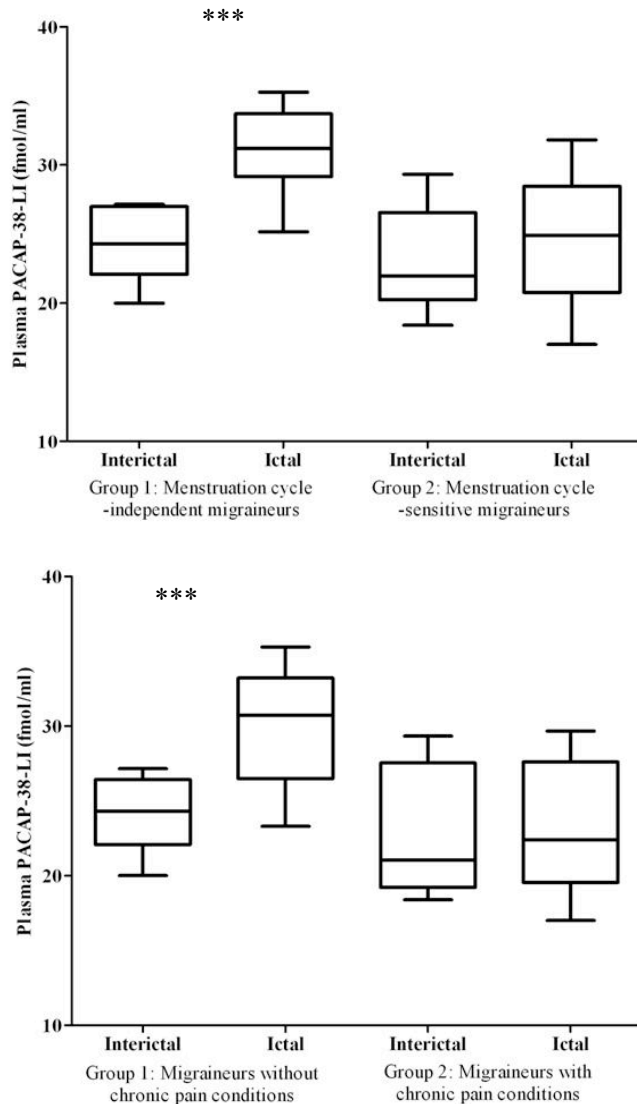 ***
40
30
20
10
Plasma PACAP-38-LI (fmol/ml)
Interictal Ictal Interictal Ictal
Group 1: Menstruation cycle Group 2: Menstruation cycle
-independent migraineurs -sensitive migraineurs
40
***
30
20
10
Plasma PACAP-38-LI (fmol/ml)
Interictal Ictal Interictal Ictal
Group 1: Migraineurs without Group 2: Migraineurs with
chronic pain conditions chronic pain conditions